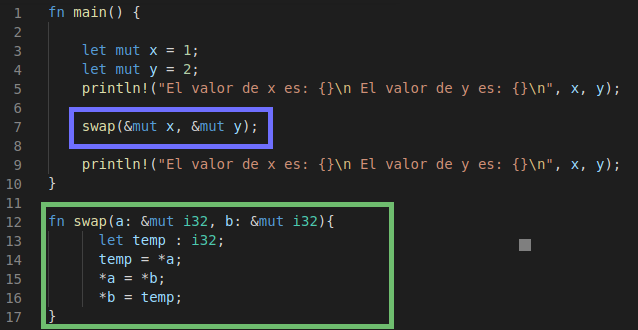 1 fn main() {
2
3     let mut x = 1;
4     let mut y = 2;
5     println!("El valor de x es: {}\n El valor de y es: {}\n", x, y);
6
7     swap(&mut x, &mut y);
8
9     println!("El valor de x es: {}\n El valor de y es: {}\n", x, y);
10 }
11
12 fn swap(a: &mut i32, b: &mut i32){
13       let temp : i32;
14       temp = *a;
15       *a = *b;
16       *b = temp;
17 }